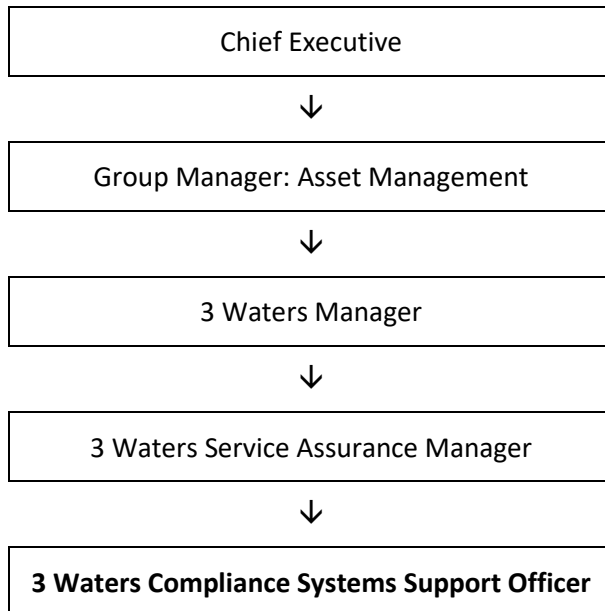 Chief Executive
↓
Group Manager: Asset Management
↓
3 Waters Manager
↓
3 Waters Service Assurance Manager
↓
3 Waters Compliance Systems Support Officer